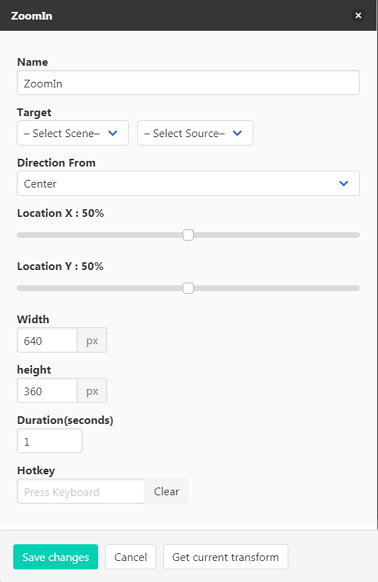 ZoomIn ×
Name
ZoomIn
Target
– Select Scene– – Select Source–
Direction From
Center
Location X : 50%
Location Y : 50%
Width
640 px
height
360 px
Duration(seconds)
1
Hotkey
Press Keyboard Clear
Save changes Cancel Get current transform